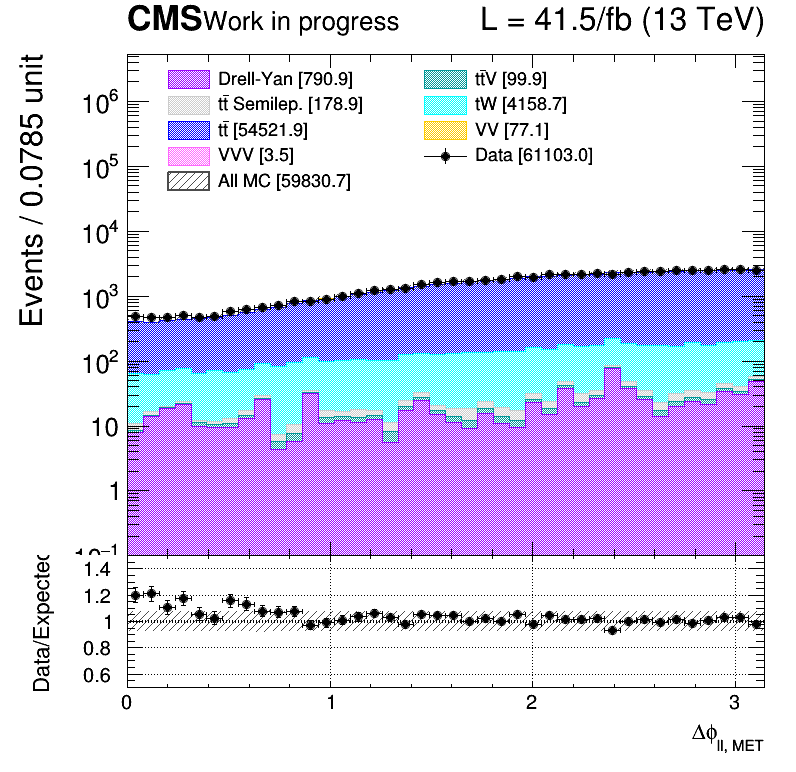 CMS Work in progress L = 41.5/fb (13 TeV)
Events / 0.0785 unit
Drell-Yan [790.9]
tt̄V [99.9]
tt̄ Semilep. [178.9]
tW [4158.7]
tt̄ [54521.9]
VV [77.1]
VVV [3.5]
Data [61103.0]
All MC [59830.7]
10⁶
10⁵
10⁴
10³
10²
10
1
10⁻¹
Data/Expected
1.4
1.2
1
0.8
0.6
0 1 2 3
Δϕ_ll, MET